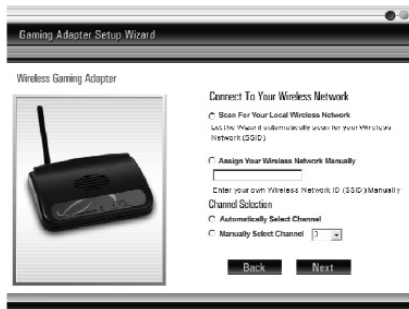 Gaming Adapter Setup Wizard
Wireless Gaming Adapter
Connect To Your Wireless Network
Scan For Your Local Wireless Network
Let the Wizard automatically scan for your Wireless
Network (SSID)
Assign Your Wireless Network Manually
Enter your own Wireless Network ID (SSID) Manually
Channel Selection
Automatically Select Channel
Manually Select Channel 3
Back Next